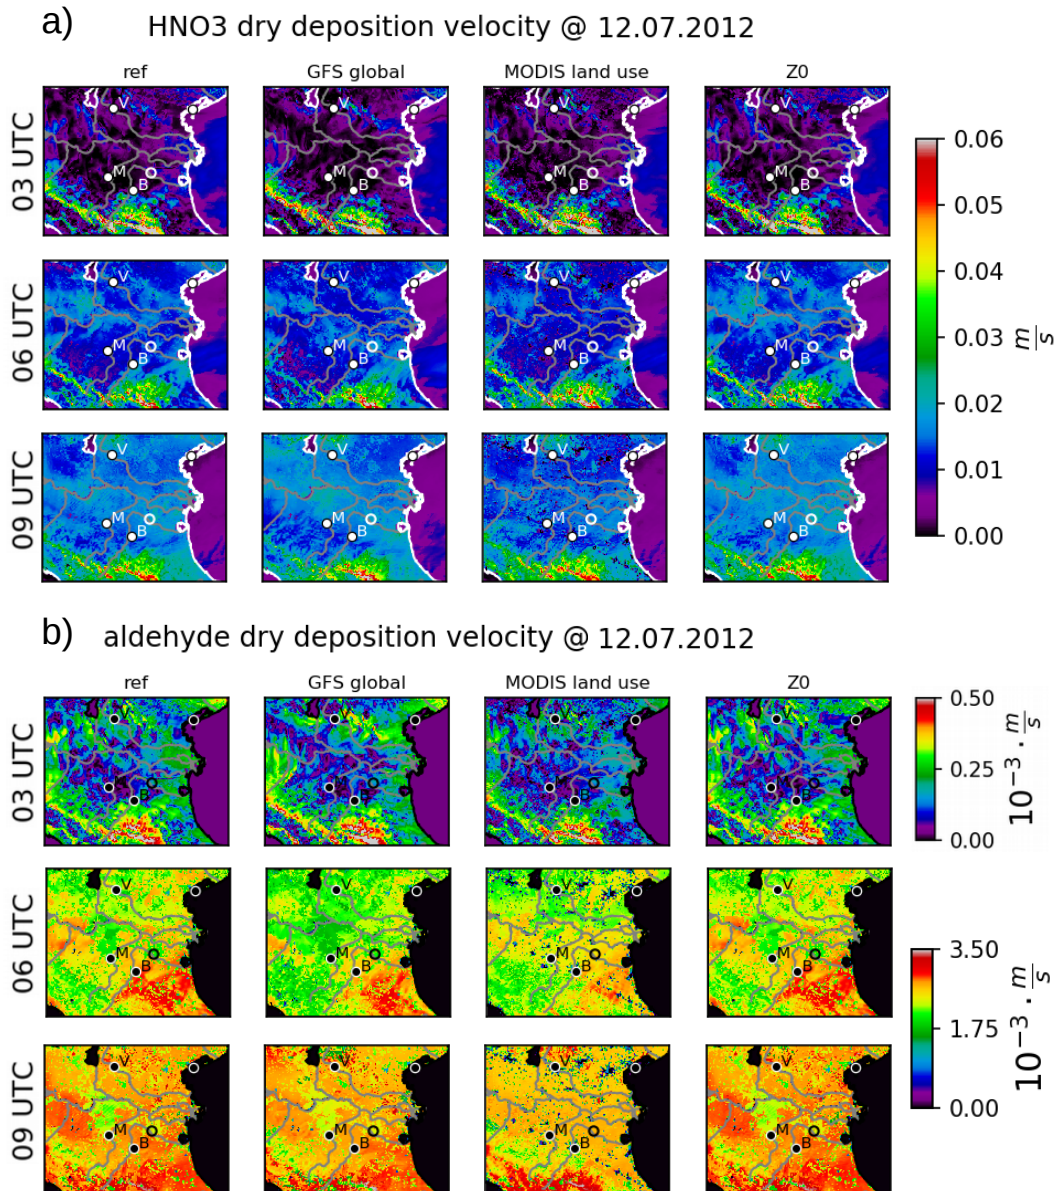 a) HNO3 dry deposition velocity @ 12.07.2012
ref GFS global MODIS land use Z0
03 UTC
V V V V
M M M M
B B B B
06 UTC
V V V V
M M M M
B B B B
09 UTC
V V V V
M M M M
B B B B
0.06
0.05
0.04
0.03
0.02
0.01
0.00
m/s
b) aldehyde dry deposition velocity @ 12.07.2012
ref GFS global MODIS land use Z0
03 UTC
V V V V
B B B B
0.50
0.25
0.00
10⁻³ · m/s
06 UTC
V V V V
M M M M
B B B B
09 UTC
V V V V
M M M M
B B B B
3.50
1.75
0.00
10⁻³ · m/s